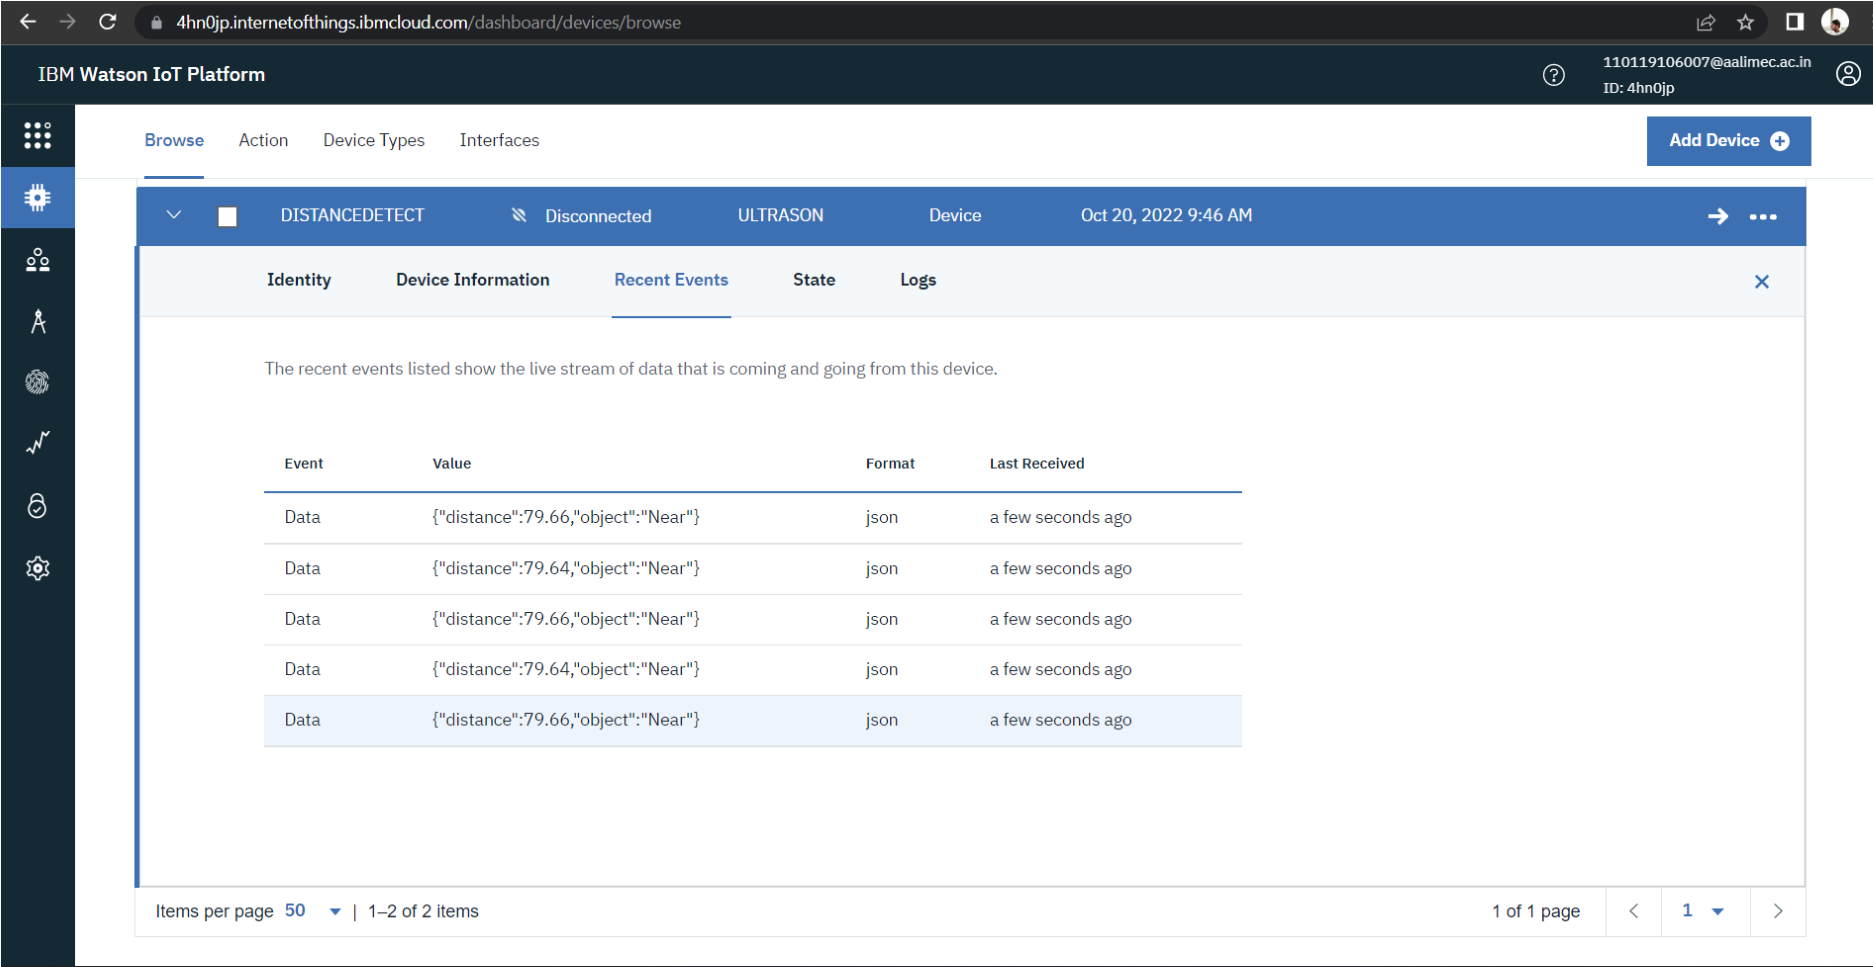 4hn0jp.internetofthings.ibmcloud.com/dashboard/devices/browse
IBM Watson IoT Platform
110119106007@aalimec.ac.in
ID: 4hn0jp
Browse Action Device Types Interfaces
Add Device
DISTANCEDETECT Disconnected ULTRASON Device Oct 20, 2022 9:46 AM
Identity Device Information Recent Events State Logs
The recent events listed show the live stream of data that is coming and going from this device.
Event Value Format Last Received
Data {"distance":79.66,"object":"Near"} json a few seconds ago
Data {"distance":79.64,"object":"Near"} json a few seconds ago
Data {"distance":79.66,"object":"Near"} json a few seconds ago
Data {"distance":79.64,"object":"Near"} json a few seconds ago
Data {"distance":79.66,"object":"Near"} json a few seconds ago
Items per page 50 | 1–2 of 2 items 1 of 1 page 1